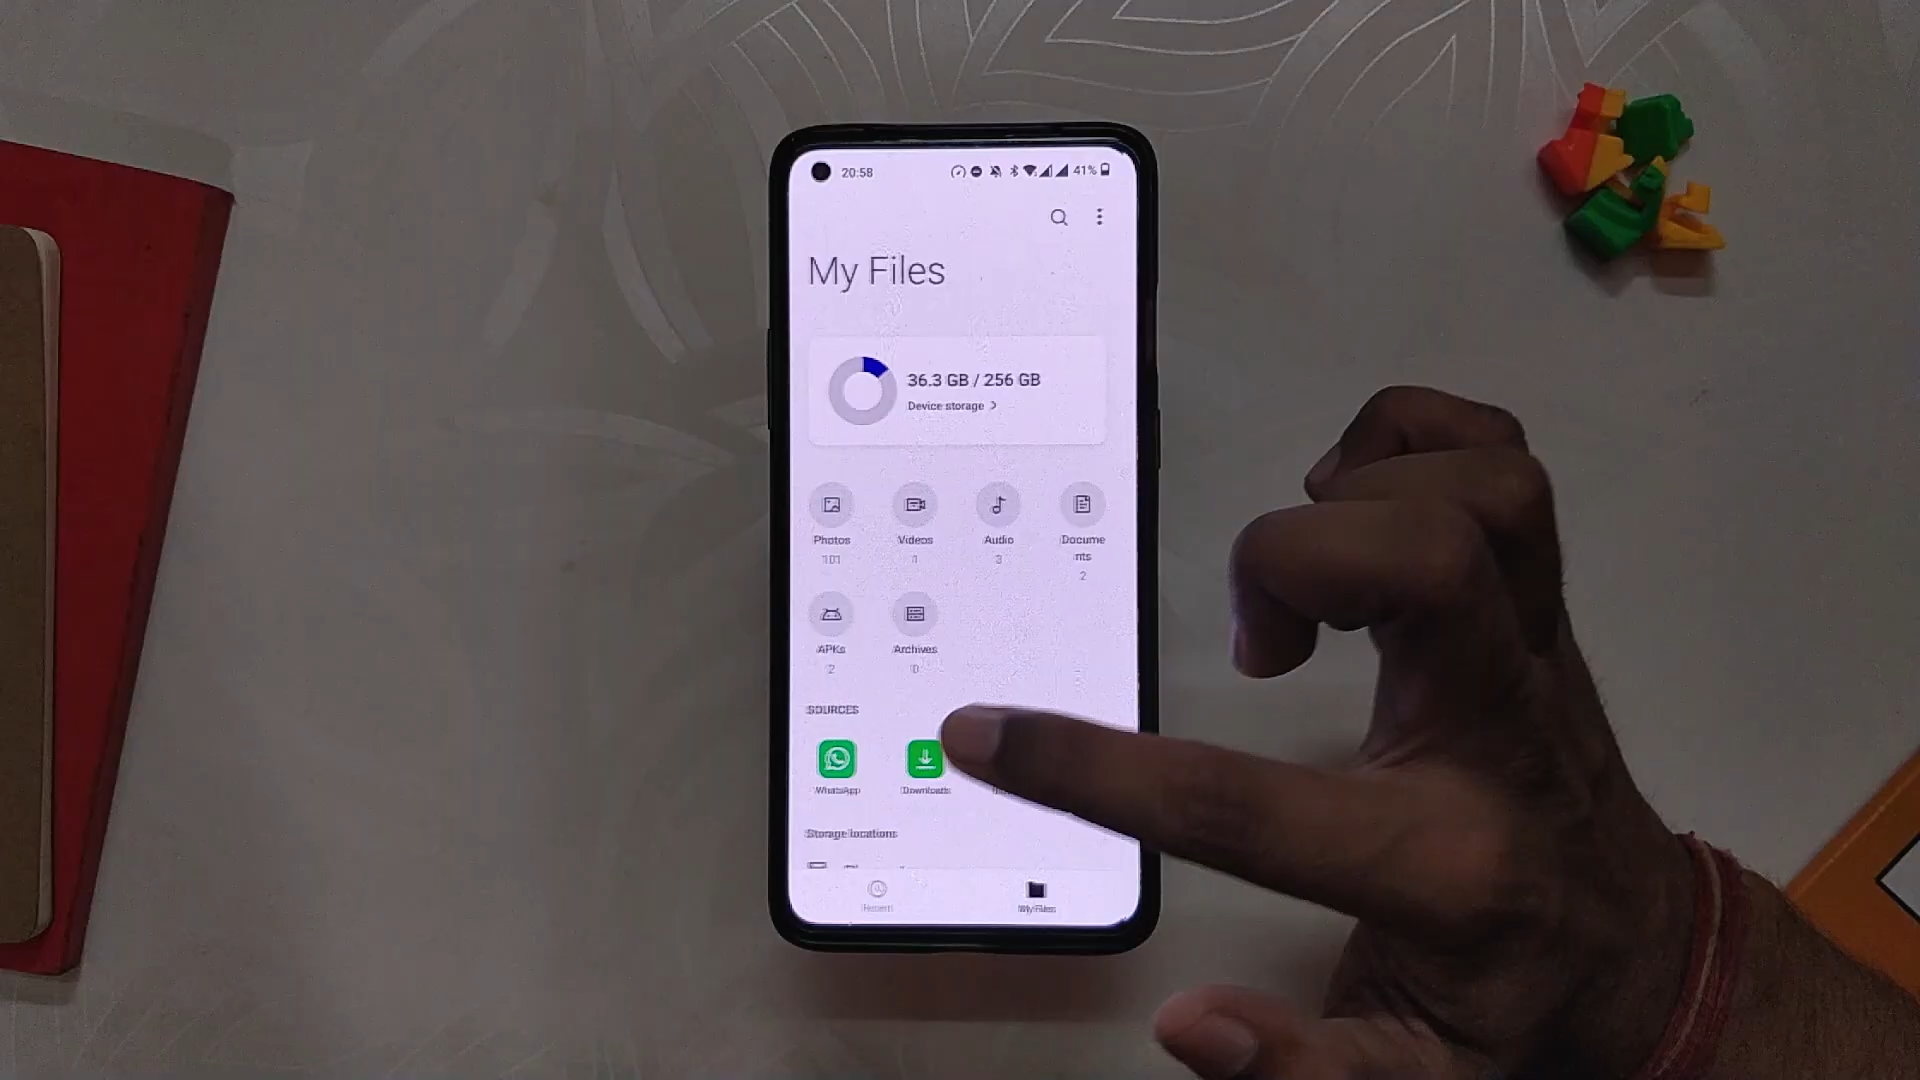 20:58
41%
My Files
36.3 GB / 256 GB
Device storage >
Photos
101
Videos
1
Audio
3
Docume
nts
2
APKs
2
Archives
0
SOURCES
WhatsApp
Downloads
Storage locations
Recent
My Files